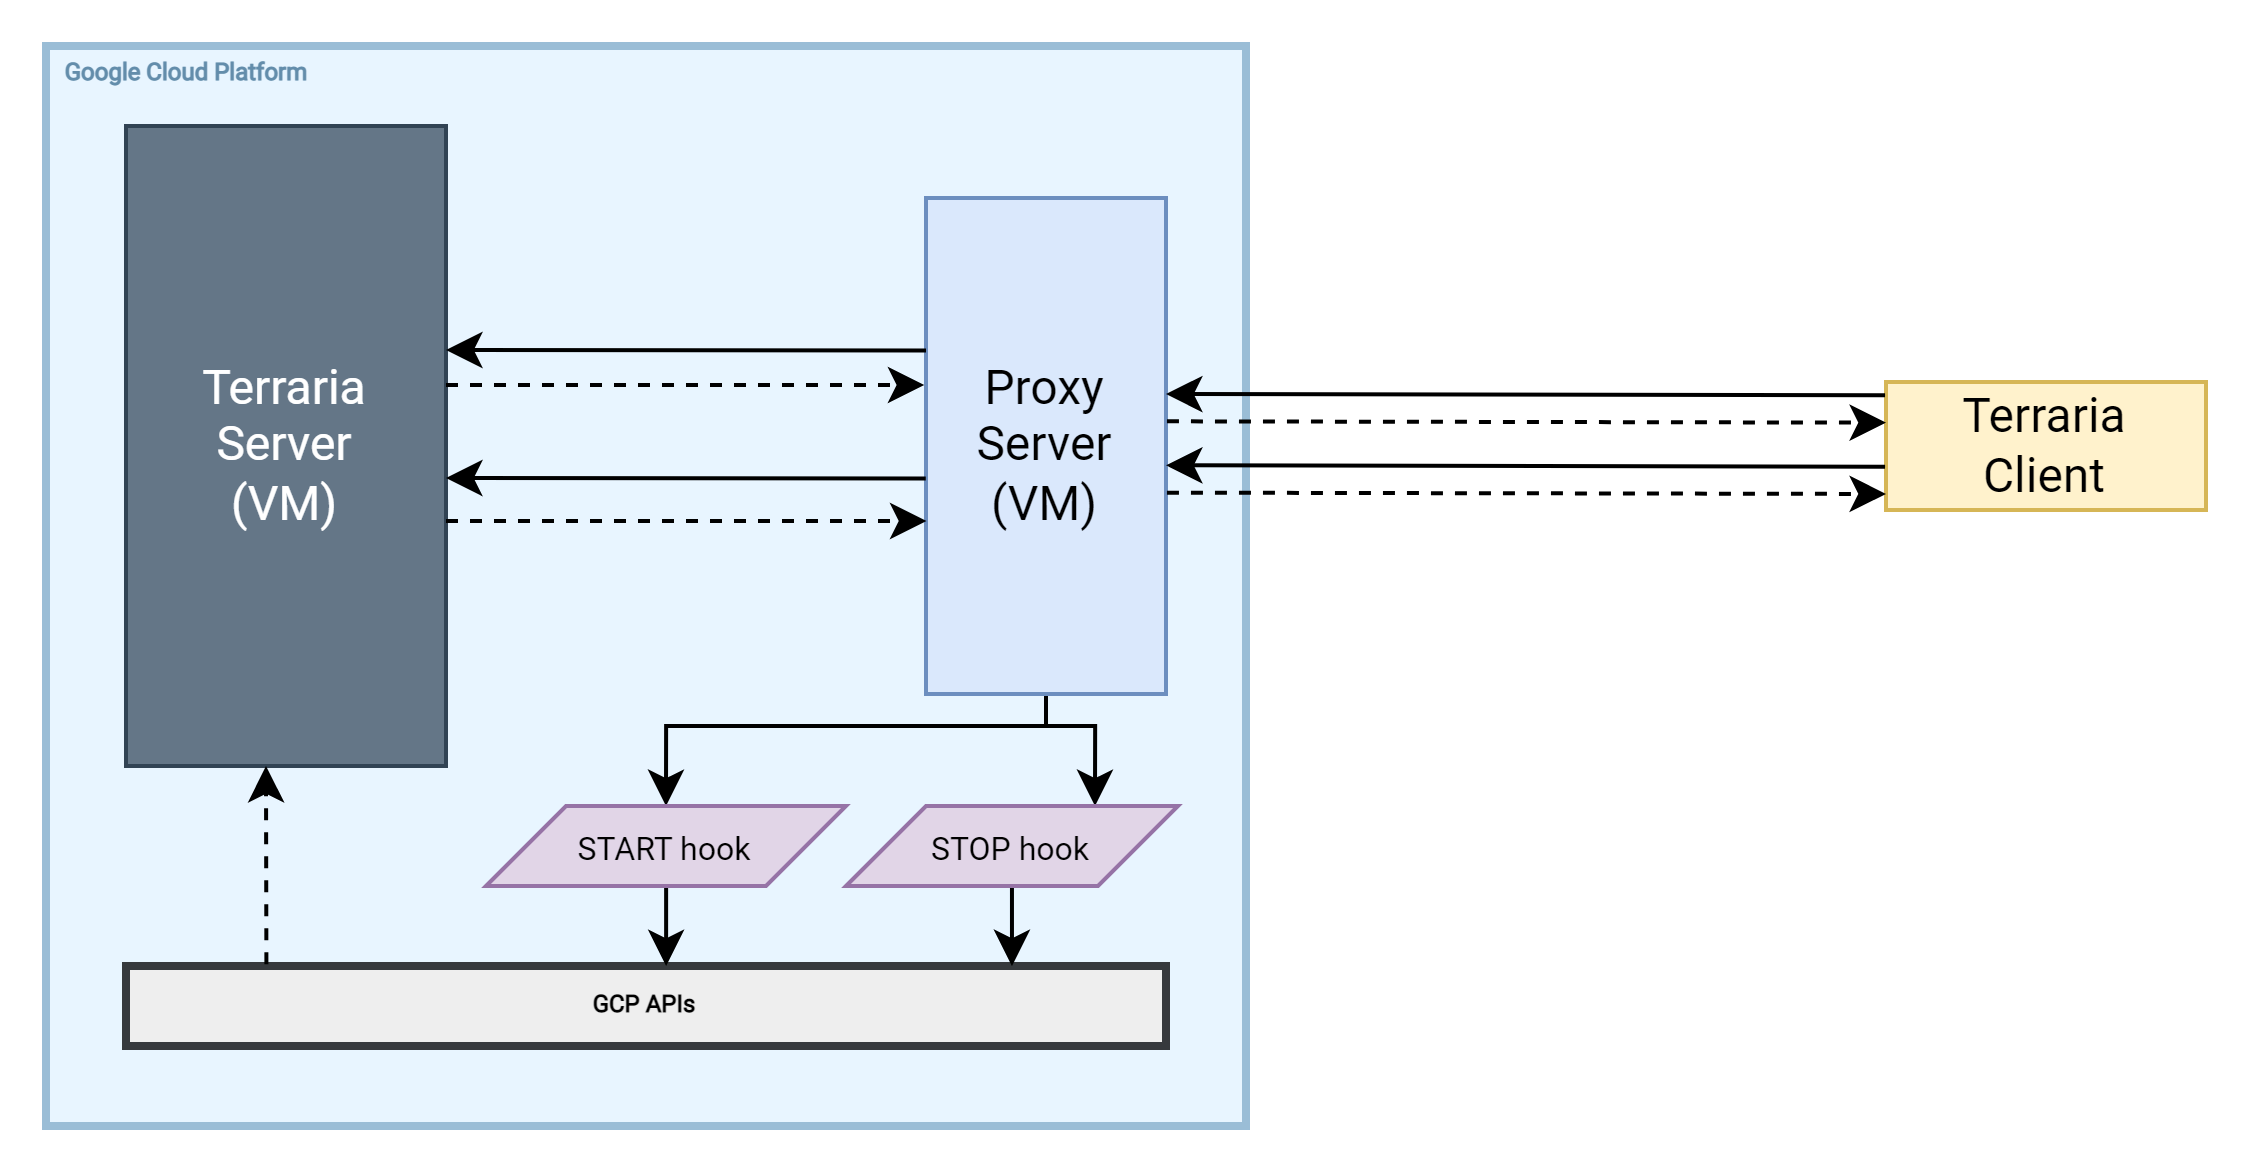 Google Cloud Platform
Terraria
Server
(VM)
Proxy
Server
(VM)
Terraria
Client
START hook
STOP hook
GCP APIs